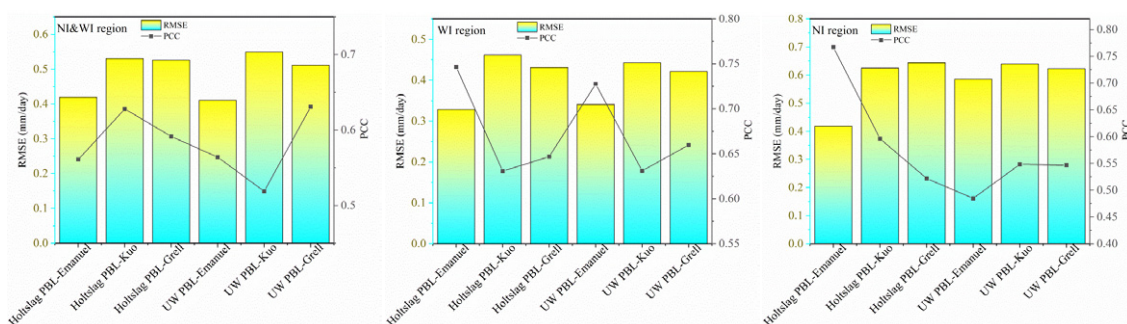 NI&WI region
RMSE
PCC
RMSE (mm/day)
0.6
0.5
0.4
0.3
0.2
0.1
0.0
0.7
0.6
0.5
PCC
Holtslag PBL-Emanuel
Holtslag PBL-Kuo
Holtslag PBL-Grell
UW PBL-Emanuel
UW PBL-Kuo
UW PBL-Grell
WI region
RMSE
PCC
RMSE (mm/day)
0.5
0.4
0.3
0.2
0.1
0.0
0.80
0.75
0.70
0.65
0.60
0.55
PCC
Holtslag PBL-Emanuel
Holtslag PBL-Kuo
Holtslag PBL-Grell
UW PBL-Emanuel
UW PBL-Kuo
UW PBL-Grell
NI region
RMSE
PCC
RMSE (mm/day)
0.8
0.7
0.6
0.5
0.4
0.3
0.2
0.1
0.0
0.80
0.75
0.70
0.65
0.60
0.55
0.50
0.45
0.40
PCC
Holtslag PBL-Emanuel
Holtslag PBL-Kuo
Holtslag PBL-Grell
UW PBL-Emanuel
UW PBL-Kuo
UW PBL-Grell